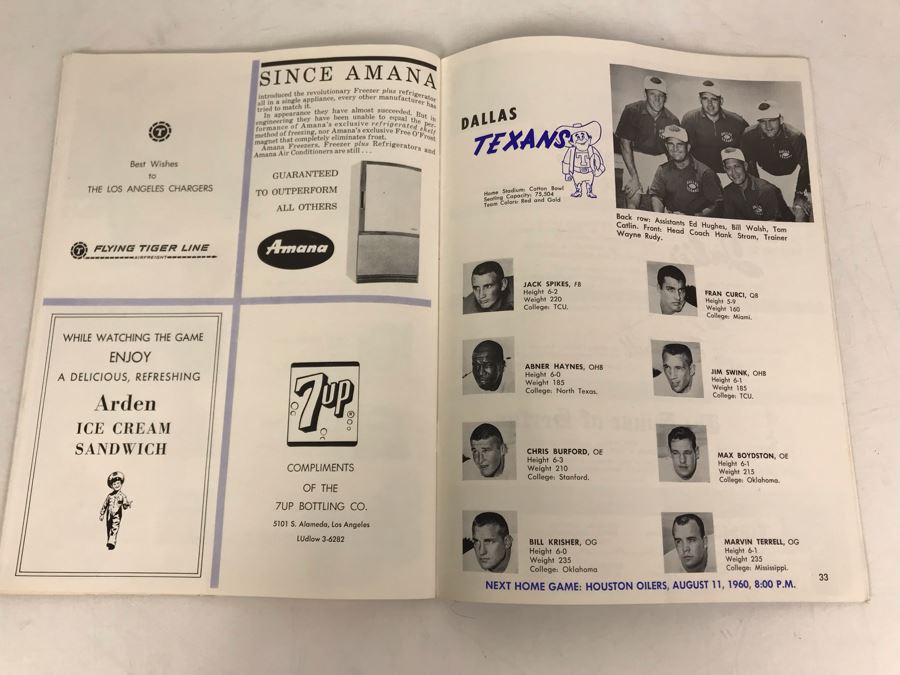 Best Wishes
to
THE LOS ANGELES CHARGERS
FLYING TIGER LINE
AIRFREIGHT
SINCE AMANA
introduced the revolutionary Freezer plus refrigerator
all in a single appliance, every other manufacturer has
tried to match it.
In appearance they have almost succeeded. But in
engineering they have been unable to equal the per-
formance of Amana's exclusive refrigerated shelf
method of freezing, nor Amana's exclusive Free O'Frost
magnet that completely eliminates frost.
Amana Freezers, Freezer plus Refrigerators and
Amana Air Conditioners are still . . .
GUARANTEED
TO OUTPERFORM
ALL OTHERS
Amana
WHILE WATCHING THE GAME
ENJOY
A DELICIOUS, REFRESHING
Arden
ICE CREAM
SANDWICH
7up
COMPLIMENTS
OF THE
7UP BOTTLING CO.
5101 S. Alameda, Los Angeles
LUdlow 3-6282
DALLAS
TEXANS
Home Stadium: Cotton Bowl
Seating Capacity: 75,504
Team Colors: Red and Gold
Back row: Assistants Ed Hughes, Bill Walsh, Tom
Catlin. Front: Head Coach Hank Stram, Trainer
Wayne Rudy.
JACK SPIKES, FB
Height 6-2
Weight 220
College: TCU.
FRAN CURCI, QB
Height 5-9
Weight 160
College: Miami.
ABNER HAYNES, OHB
Height 6-0
Weight 185
College: North Texas.
JIM SWINK, OHB
Height 6-1
Weight 185
College: TCU.
CHRIS BURFORD, OE
Height 6-3
Weight 210
College: Stanford.
MAX BOYDSTON, OE
Height 6-1
Weight 215
College: Oklahoma.
BILL KRISHER, OG
Height 6-0
Weight 235
College: Oklahoma
MARVIN TERRELL, OG
Height 6-1
Weight 235
College: Mississippi.
NEXT HOME GAME: HOUSTON OILERS, AUGUST 11, 1960, 8:00 P.M.
33